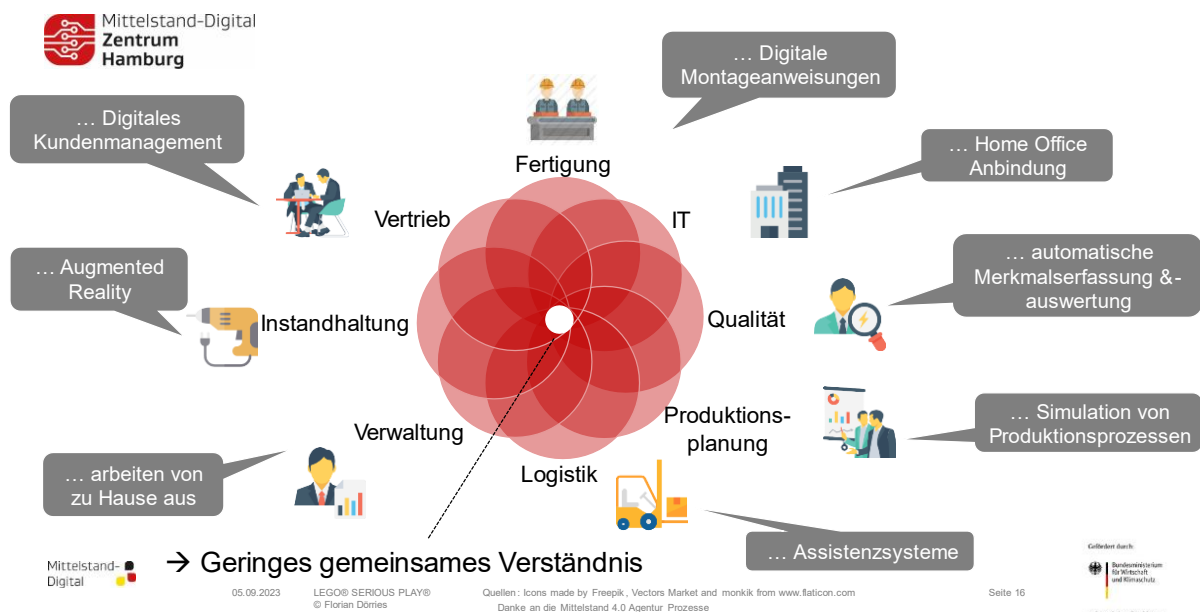 Mittelstand-Digital
Zentrum
Hamburg
… Digitale
Montageanweisungen
… Digitales
Kundenmanagement
Fertigung
… Home Office
Anbindung
Vertrieb
IT
… Augmented
Reality
… automatische
Merkmalserfassung &-
auswertung
Instandhaltung
Qualität
Produktions-
planung
… Simulation von
Produktionsprozessen
Verwaltung
Logistik
… arbeiten von
zu Hause aus
… Assistenzsysteme
→ Geringes gemeinsames Verständnis
Mittelstand-
Digital
Gefördert durch:
Bundesministerium
für Wirtschaft
und Klimaschutz
05.09.2023
LEGO® SERIOUS PLAY®
© Florian Dörries
Quellen: Icons made by Freepik, Vectors Market and monkik from www.flaticon.com
Danke an die Mittelstand 4.0 Agentur Prozesse
Seite 16